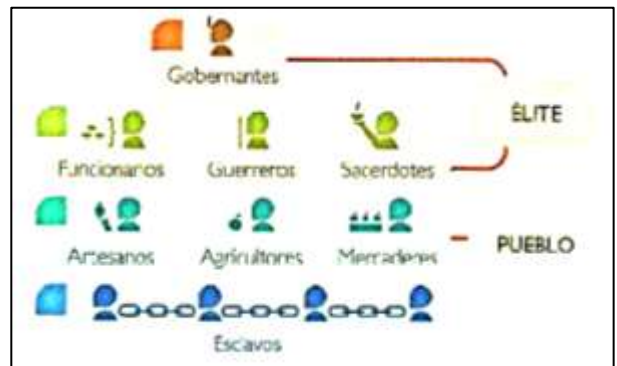 Gobernantes
ÉLITE
Funcionarios Guerreros Sacerdotes
Artesanos Agricultores Mercaderes
PUEBLO
Esclavos